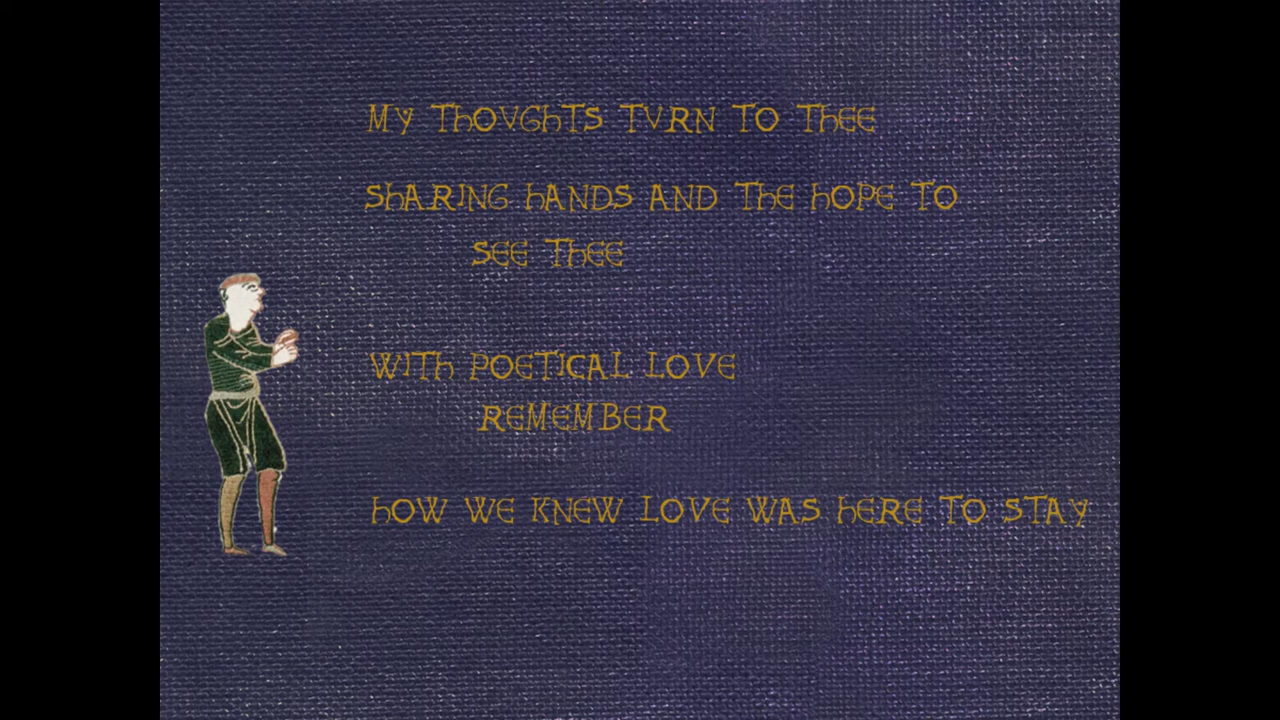 MY THOVGHTS TVRN TO THEE
SHARING HANDS AND THE HOPE TO
SEE THEE
WITH POETICAL LOVE
REMEMBER
HOW WE KNEW LOVE WAS HERE TO STAY